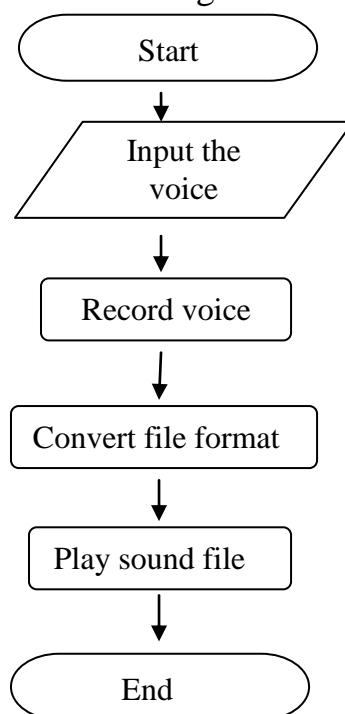 Start
Input the
voice
Record voice
Convert file format
Play sound file
End